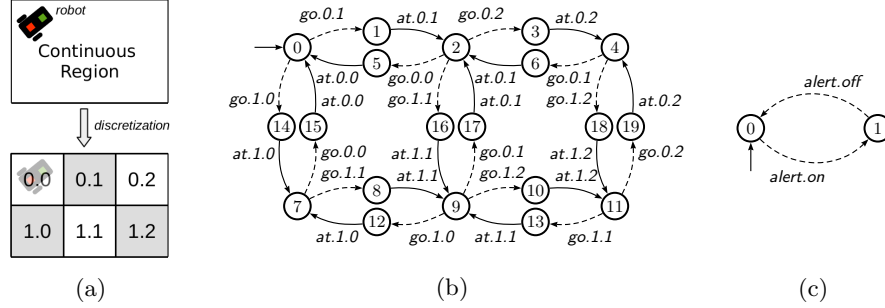 robot
Continuous
Region
discretization
0.0 0.1 0.2
1.0 1.1 1.2
(a)
go.0.1 at.0.1 go.0.2 at.0.2
0 1 2 3 4
5 6
at.0.0 go.0.0 at.0.1 go.0.1
go.1.0 at.0.0 go.1.1 at.0.1 go.1.2 at.0.2
14 15 16 17 18 19
at.1.0 go.0.0 at.1.1 go.0.1 at.1.2 go.0.2
go.1.1 at.1.1 go.1.2 at.1.2
7 8 9 10 11
12 13
at.1.0 go.1.0 at.1.1 go.1.1
(b)
alert.off
0 1
alert.on
(c)